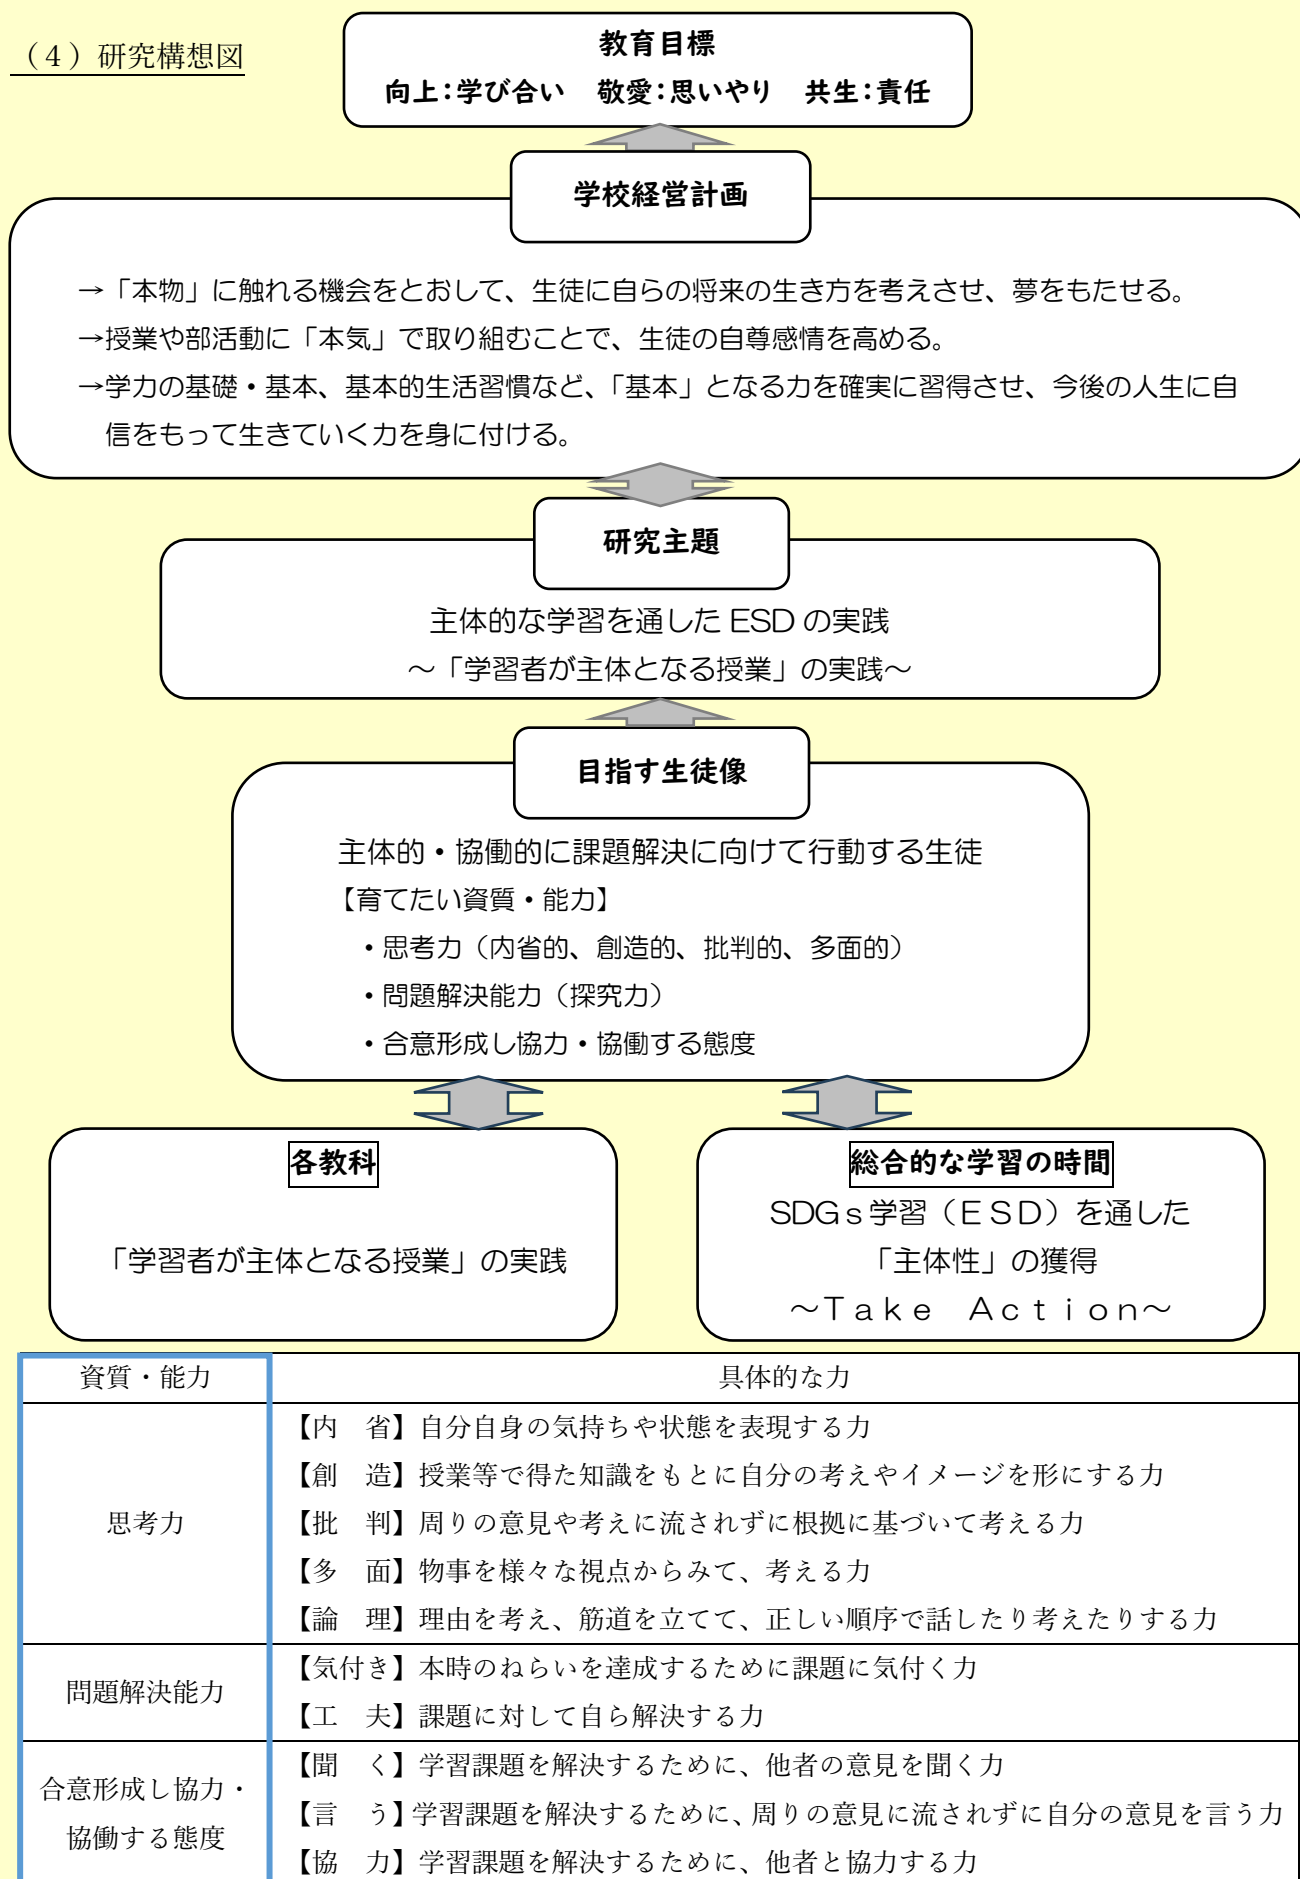 （４）研究構想図
教育目標
向上：学び合い　敬愛：思いやり　共生：責任
学校経営計画
→「本物」に触れる機会をとおして、生徒に自らの将来の生き方を考えさせ、夢をもたせる。
→授業や部活動に「本気」で取り組むことで、生徒の自尊感情を高める。
→学力の基礎・基本、基本的生活習慣など、「基本」となる力を確実に習得させ、今後の人生に自
信をもって生きていく力を身に付ける。
研究主題
主体的な学習を通した ESD の実践
～「学習者が主体となる授業」の実践～
目指す生徒像
主体的・協働的に課題解決に向けて行動する生徒
【育てたい資質・能力】
・思考力（内省的、創造的、批判的、多面的）
・問題解決能力（探究力）
・合意形成し協力・協働する態度
各教科
「学習者が主体となる授業」の実践
総合的な学習の時間
SDGｓ学習（ＥＳＤ）を通した
「主体性」の獲得
～Ｔａｋｅ　Ａｃｔｉｏｎ～
資質・能力
具体的な力
思考力
【内　省】自分自身の気持ちや状態を表現する力
【創　造】授業等で得た知識をもとに自分の考えやイメージを形にする力
【批　判】周りの意見や考えに流されずに根拠に基づいて考える力
【多　面】物事を様々な視点からみて、考える力
【論　理】理由を考え、筋道を立てて、正しい順序で話したり考えたりする力
問題解決能力
【気付き】本時のねらいを達成するために課題に気付く力
【工　夫】課題に対して自ら解決する力
合意形成し協力・
協働する態度
【聞　く】学習課題を解決するために、他者の意見を聞く力
【言　う】学習課題を解決するために、周りの意見に流されずに自分の意見を言う力
【協　力】学習課題を解決するために、他者と協力する力